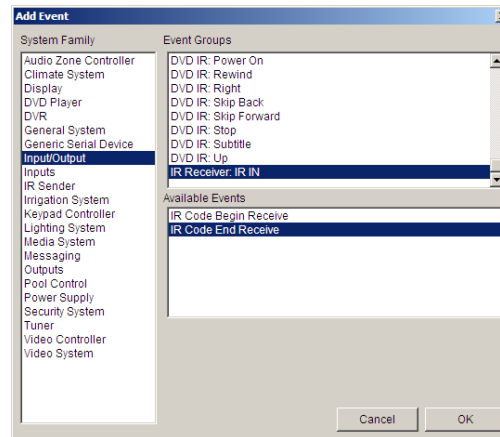 Add Event
System Family
Audio Zone Controller
Climate System
Display
DVD Player
DVR
General System
Generic Serial Device
Input/Output
Inputs
IR Sender
Irrigation System
Keypad Controller
Lighting System
Media System
Messaging
Outputs
Pool Control
Power Supply
Security System
Tuner
Video Controller
Video System
Event Groups
DVD IR: Power On
DVD IR: Rewind
DVD IR: Right
DVD IR: Skip Back
DVD IR: Skip Forward
DVD IR: Stop
DVD IR: Subtitle
DVD IR: Up
IR Receiver: IR IN
Available Events
IR Code Begin Receive
IR Code End Receive
Cancel
OK